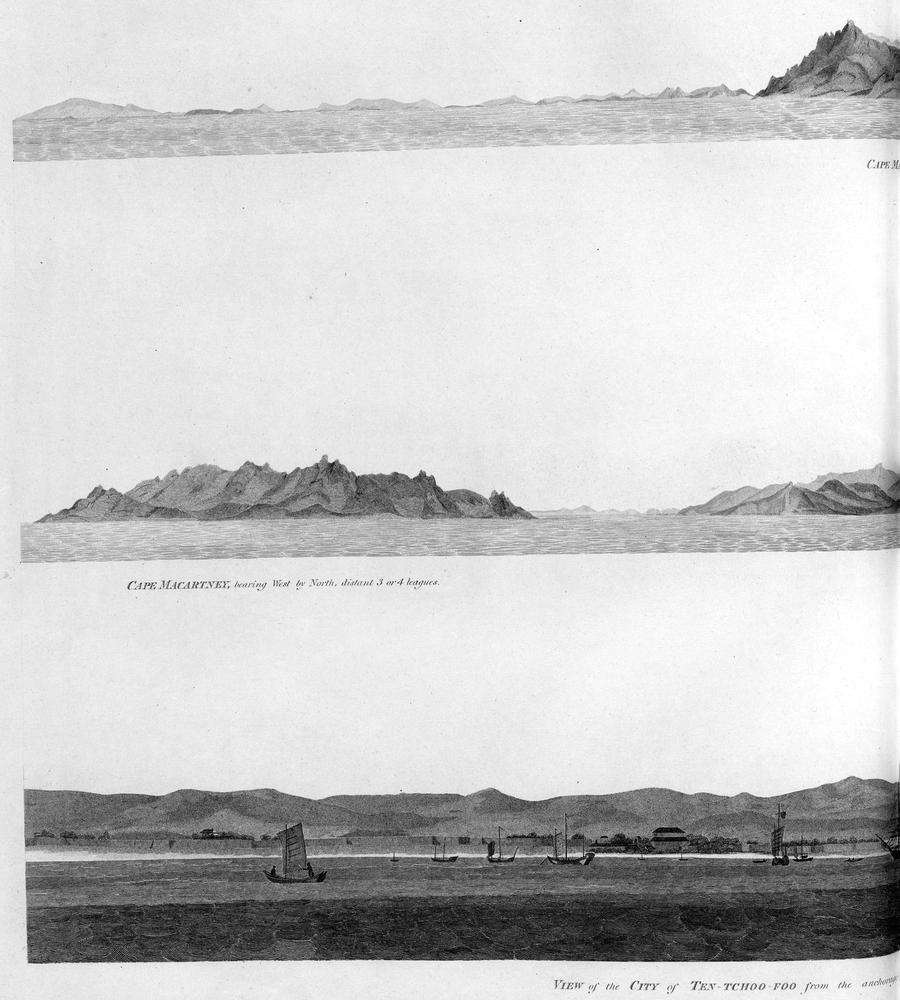 CAPE
CAPE MACARTNEY, bearing West by North, distant 3 or 4 leagues.
VIEW of the CITY of TEN-TCHOO-FOO from the